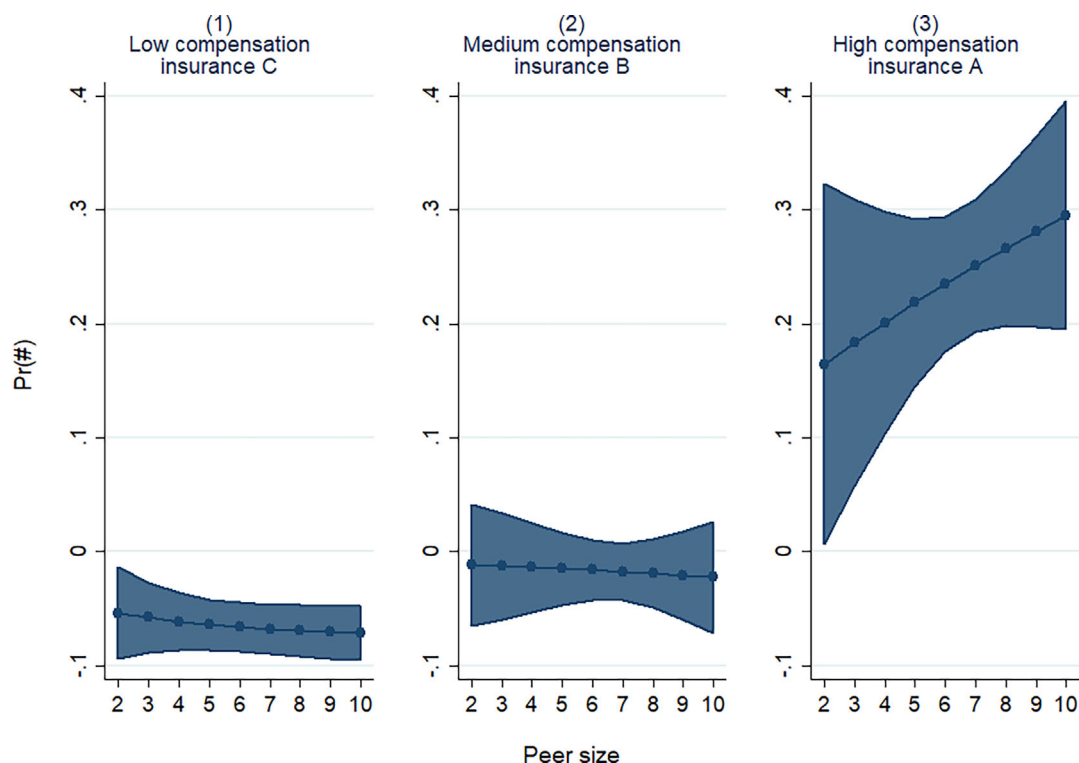 (1)
Low compensation
insurance C
(2)
Medium compensation
insurance B
(3)
High compensation
insurance A
Pr(#)
.4
.3
.2
.1
0
-.1
2 3 4 5 6 7 8 9 10
.4
.3
.2
.1
0
-.1
2 3 4 5 6 7 8 9 10
.4
.3
.2
.1
0
-.1
2 3 4 5 6 7 8 9 10
Peer size